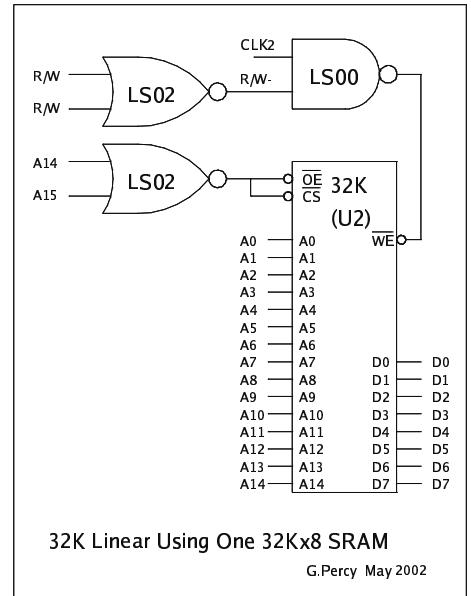 CLK2
R/W
R/W
LS02
R/W-
LS00
A14
A15
LS02
OE
CS
32K
(U2)
WE
A0 A0
A1 A1
A2 A2
A3 A3
A4 A4
A5 A5
A6 A6
A7 A7 D0 D0
A8 A8 D1 D1
A9 A9 D2 D2
A10 A10 D3 D3
A11 A11 D4 D4
A12 A12 D5 D5
A13 A13 D6 D6
A14 A14 D7 D7
32K Linear Using One 32Kx8 SRAM
G.Percy May 2002